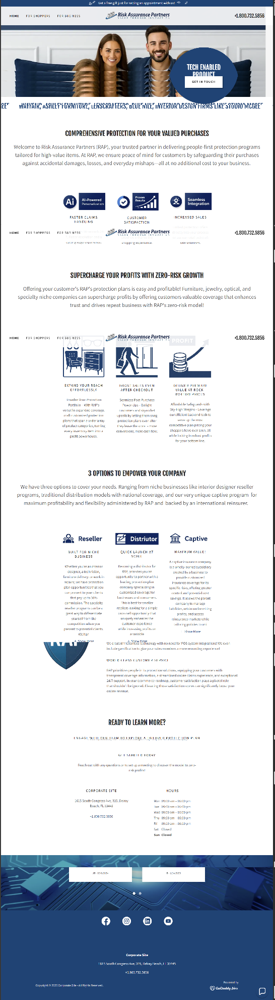 Get a free gift just for setting an appointment with us!
HOME FOR SHOPPERS FOR BUSINESS
Risk Assurance Partners
VALUE THROUGH INNOVATION
+1.800.732.5856
TECH ENABLED
PRODUCT
GET IN TOUCH
WAYFAIR, ASHLEY FURNITURE, LENSCRAFTERS, BLUE NILE, INTERIOR DESIGN FIRMS LIKE STUDIO MCGEE
COMPREHENSIVE PROTECTION FOR YOUR VALUED PURCHASES
Welcome to Risk Assurance Partners (RAP), your trusted partner in delivering people-first protection programs
tailored for high-value items. At RAP, we ensure peace of mind for customers by safeguarding their purchases
against accidental damages, losses, and everyday mishaps—all at no additional cost to your business.
Ai AI-Powered
Personalization
FASTER CLAIMS
HANDLING
Proven
Results
CUSTOMER
SATISFACTION
Seamless
Integration
INCREASED SALES
HOME FOR SHOPPERS FOR BUSINESS
Risk Assurance Partners
VALUE THROUGH INNOVATION
+1.800.732.5856
cutting edge experience.
shopping experience.
sale solutions.
SUPERCHARGE YOUR PROFITS WITH ZERO-RISK GROWTH
Offering your customer's RAP's protection plans is easy and profitable! Furniture, jewelry, optical, and
specialty niche companies can supercharge profits by offering customers valuable coverage that enhances
trust and drives repeat business with RAP's zero-risk model!
HOME FOR SHOPPERS FOR BUSINESS
Risk Assurance Partners
VALUE THROUGH INNOVATION
PROFIT
+1.800.732.5856
EXPAND YOUR REACH
EFFORTLESSLY
Broaden Your Protection
Portfolio - With RAP's
versatile expanded coverage,
craft customized protection
plans that span a wider array
of product categories, turning
every inventory item into a
profit powerhouse.
BOOST SALES EVEN
AFTER CHECKOUT
Seamless Post-Purchase
Power-Ups – Delight
customers and skyrocket
upsells by letting them snag
protection plans even after
they leave the store – more
conversions, more cash flow.
DELIVER PREMIUM
VALUE AT ROCK
BOTTOM PRICES
Affordable Safeguards with
Sky-High Margins – Leverage
our efficient backend tech to
serve up the most
competitive plan pricing your
shoppers have ever seen, all
while locking in robust profits
for your bottom line.
3 OPTIONS TO EMPOWER YOUR COMPANY
We have three options to cover your needs. Ranging from niche businesses like interior designer reseller
programs, traditional distribution models with national coverage, and our very unique captive program for
maximum profitability and flexibility administered by RAP and backed by an international reinsurer.
Reseller
BUILT FOR NICHE
BUSINESS
Whether you're an interior
designer, a technician,
furniture delivery, or work in
repairs; we have protection
plan opportunities that you
can present to your clients
that pay up to 30%
commission. The specialty
reseller programs can be a
great way to differentiate
yourself from the
competition when you
present to potential clients.
We han
+ Show More
Distriutor
QUICK LAUNCH AT
SCALE
Becoming a distributor for
RAP, provides you an
opportunity to partner with a
leading protection plan
company specializing in
customized coverage for
businesses and consumers.
This is best for smaller
retailers looking for a simple
cross sell opportunity that
uniquely enhances the
customer experience
while increasing profits on
a variable
+ Show More
Captive
MAXIMUM VALUE!
A captive insurance company
is a wholly-owned subsidiary
created by a business to
provide customized
insurance coverage for its
specific risks, offering greater
control and potential cost
savings. It allows the parent
company to manage
liabilities, retain underwriting
profits, and access
reinsurance markets while
tailoring policies to uni
Show More
RAP
We created frictionless technology with no need for POS system integrations! We even
include gamification to give your sales members a more rewarding experience!
WORLD CLASS CUSTOMER SERVICE
RAP prioritizes people in its protection solutions, equipping your customers with
transparent coverage information, a streamlined online claims experience, and exceptional
24/7 support. In your ecommerce roadmap, customer satisfaction plays a pivotal role
that shouldn't be ignored. Elevating those satisfaction scores can significantly boost your
online revenue.
READY TO LEARN MORE?
ENGAGE WITH OUR TEAM TO EXPLORE A TAILORED PROTECTION PLAN
GET STARTED TODAY
Reach out with any questions or to set up a meeting to discover the model to zero-
risk profits!
CORPORATE SITE
1615 South Congress Ave, 315, Delray
Beach, FL 33445
+1.800.732.5856
HOURS
Mon 09:00 am – 05:00 pm
Tue 09:00 am – 05:00 pm
Wed 09:00 am – 05:00 pm
Thu 09:00 am – 05:00 pm
Fri 09:00 am – 05:00 pm
Sat Closed
Sun Closed
JB - 10/6/2024
B - 2/14/2025
Corporate Site
1615 South Congress Ave, 315, Delray Beach, FL 33445
+1.800.732.5856
Copyright © 2025 Corporate Site - All Rights Reserved.
Powered by
GoDaddy Airo